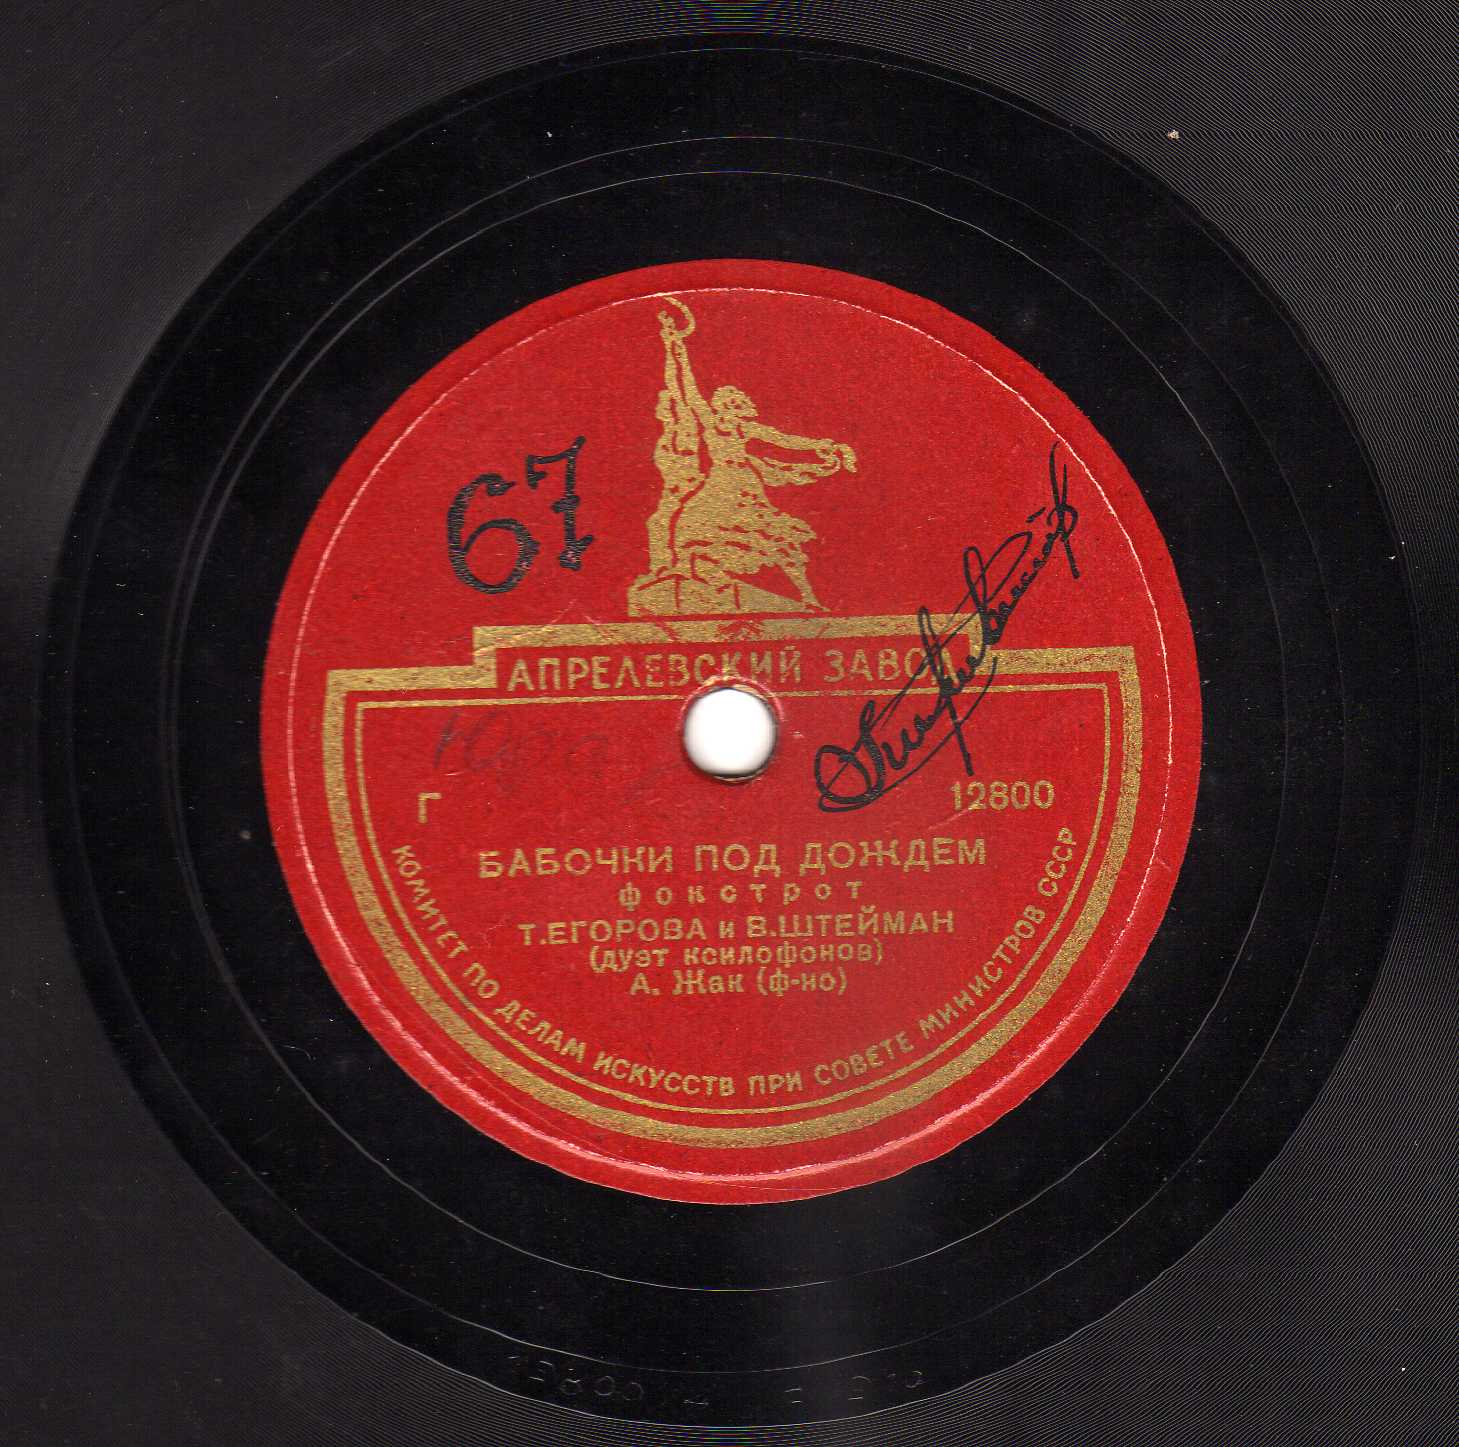 67
АПРЕЛЕВСКИЙ ЗАВОД
Г 12800
БАБОЧКИ ПОД ДОЖДЕМ
фокстрот
Т.ЕГОРОВА и В.ШТЕЙМАН
(дуэт ксилофонов)
А. Жак (ф-но)
КОМИТЕТ ПО ДЕЛАМ ИСКУССТВ ПРИ СОВЕТЕ МИНИСТРОВ СССР